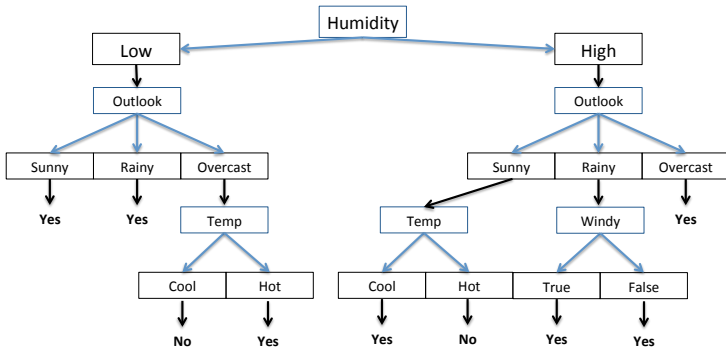 Humidity
Low High
Outlook Outlook
Sunny Rainy Overcast Sunny Rainy Overcast
Yes Yes Temp Temp Windy Yes
Cool Hot Cool Hot True False
No Yes Yes No Yes Yes